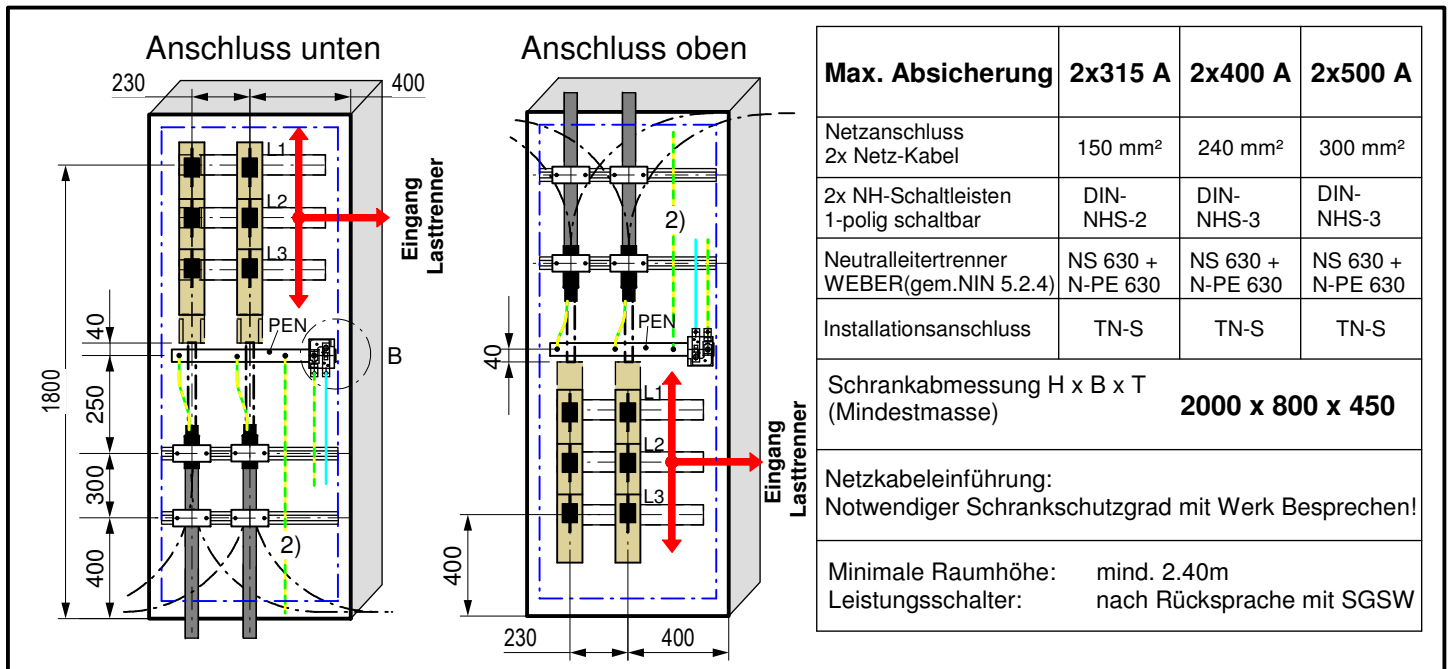 Anschluss unten
230
400
L1
L2
L3
Eingang
Lasttrenner
PEN
B
40
1800
250
300
400
2)
Anschluss oben
2)
PEN
40
L1
L2
L3
Eingang
Lasttrenner
400
230
400
Max. Absicherung 2x315 A 2x400 A 2x500 A
Netzanschluss
2x Netz-Kabel 150 mm² 240 mm² 300 mm²
2x NH-Schaltleisten DIN- DIN- DIN-
1-polig schaltbar NHS-2 NHS-3 NHS-3
Neutralleitertrenner NS 630 + NS 630 + NS 630 +
WEBER(gem.NIN 5.2.4) N-PE 630 N-PE 630 N-PE 630
Installationsanschluss TN-S TN-S TN-S
Schrankabmessung H x B x T
(Mindestmasse) 2000 x 800 x 450
Netzkabeleinführung:
Notwendiger Schrankschutzgrad mit Werk Besprechen!
Minimale Raumhöhe: mind. 2.40m
Leistungsschalter: nach Rücksprache mit SGSW